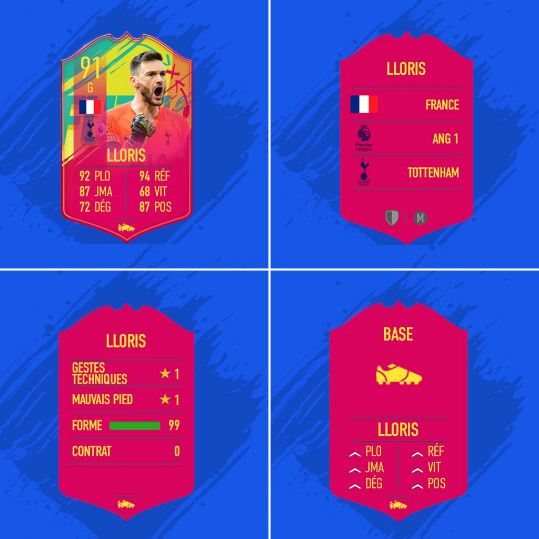 91
G
LLORIS
92 PLO 94 RÉF
87 JMA 68 VIT
72 DÉG 87 POS
LLORIS
FRANCE
Premier League
ANG 1
TOTTENHAM
M
LLORIS
GESTES
TECHNIQUES ★ 1
MAUVAIS PIED ★ 1
FORME 99
CONTRAT 0
BASE
LLORIS
PLO RÉF
JMA VIT
DÉG POS